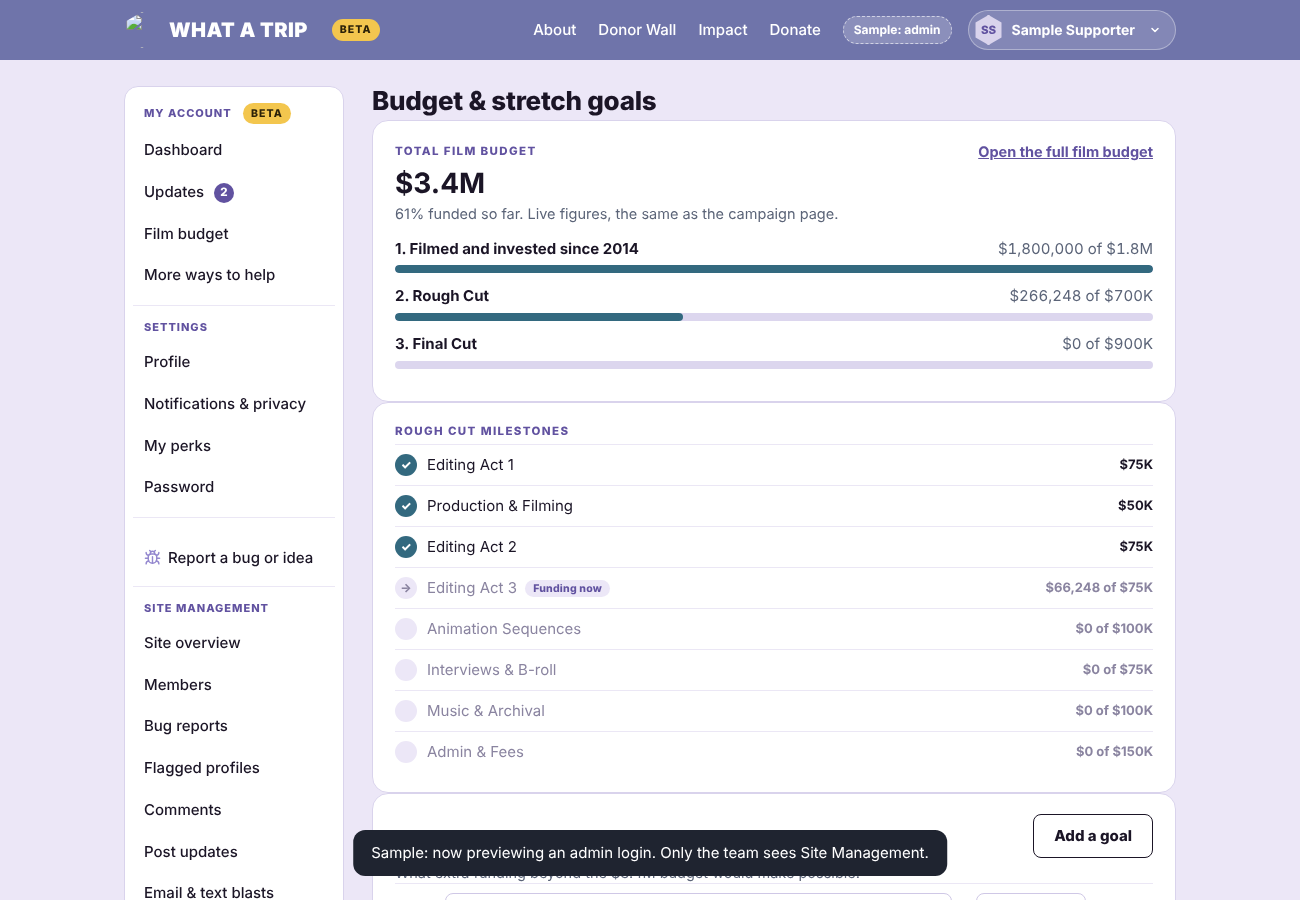 WHAT A TRIP
BETA
About
Donor Wall
Impact
Donate
Sample: admin
SS
Sample Supporter
MY ACCOUNT
BETA
Dashboard
Updates 2
Film budget
More ways to help
SETTINGS
Profile
Notifications & privacy
My perks
Password
Report a bug or idea
SITE MANAGEMENT
Site overview
Members
Bug reports
Flagged profiles
Comments
Post updates
Email & text blasts
Budget & stretch goals
TOTAL FILM BUDGET
Open the full film budget
$3.4M
61% funded so far. Live figures, the same as the campaign page.
1. Filmed and invested since 2014
$1,800,000 of $1.8M
2. Rough Cut
$266,248 of $700K
3. Final Cut
$0 of $900K
ROUGH CUT MILESTONES
Editing Act 1
$75K
Production & Filming
$50K
Editing Act 2
$75K
Editing Act 3
Funding now
$66,248 of $75K
Animation Sequences
$0 of $100K
Interviews & B-roll
$0 of $75K
Music & Archival
$0 of $100K
Admin & Fees
$0 of $150K
Add a goal
Sample: now previewing an admin login. Only the team sees Site Management.